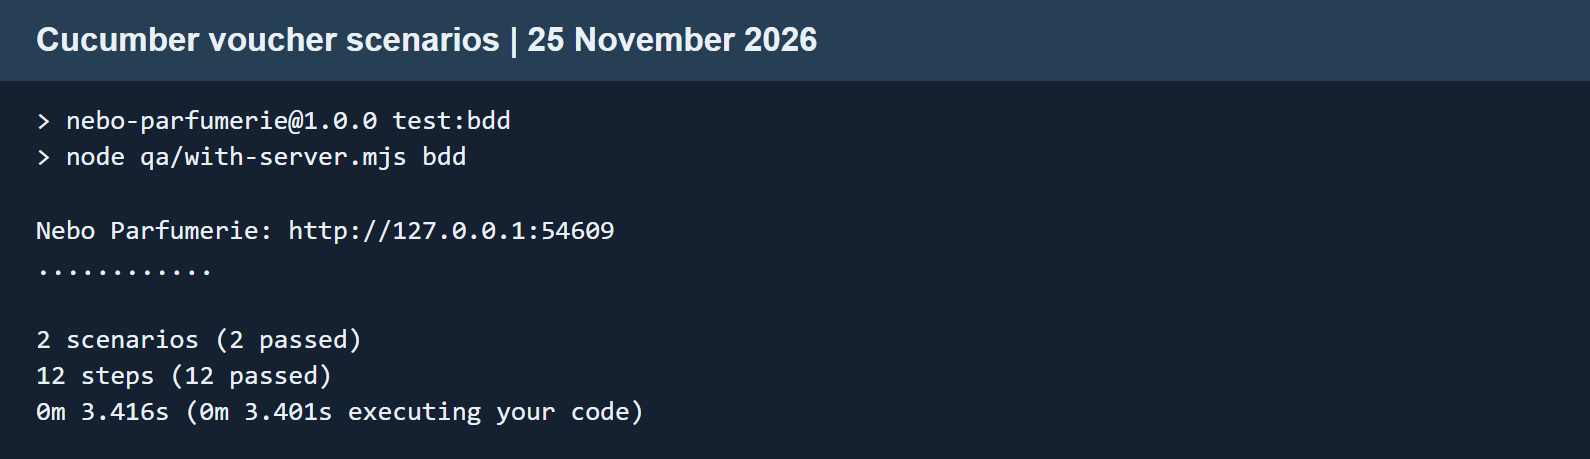 Cucumber voucher scenarios | 25 November 2026
> nebo-parfumerie@1.0.0 test:bdd
> node qa/with-server.mjs bdd
Nebo Parfumerie: http://127.0.0.1:54609
............
2 scenarios (2 passed)
12 steps (12 passed)
0m 3.416s (0m 3.401s executing your code)